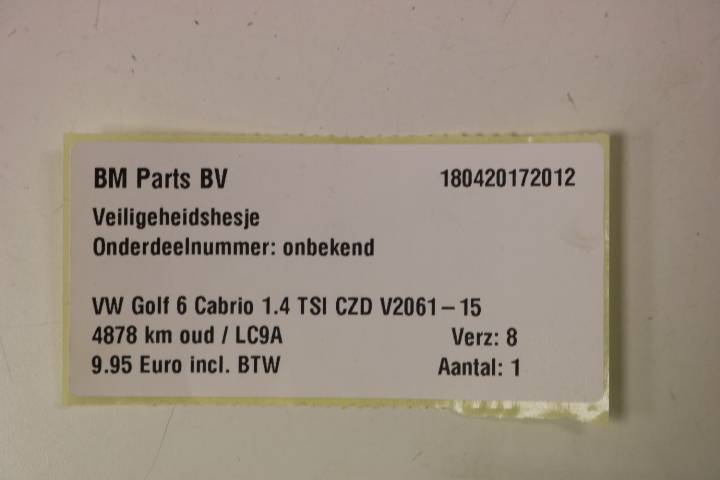 BM Parts BV 180420172012
Veiligeheidshesje
Onderdeelnummer: onbekend
VW Golf 6 Cabrio 1.4 TSI CZD V2061-15
4878 km oud / LC9A Verz: 8
9.95 Euro incl. BTW Aantal: 1